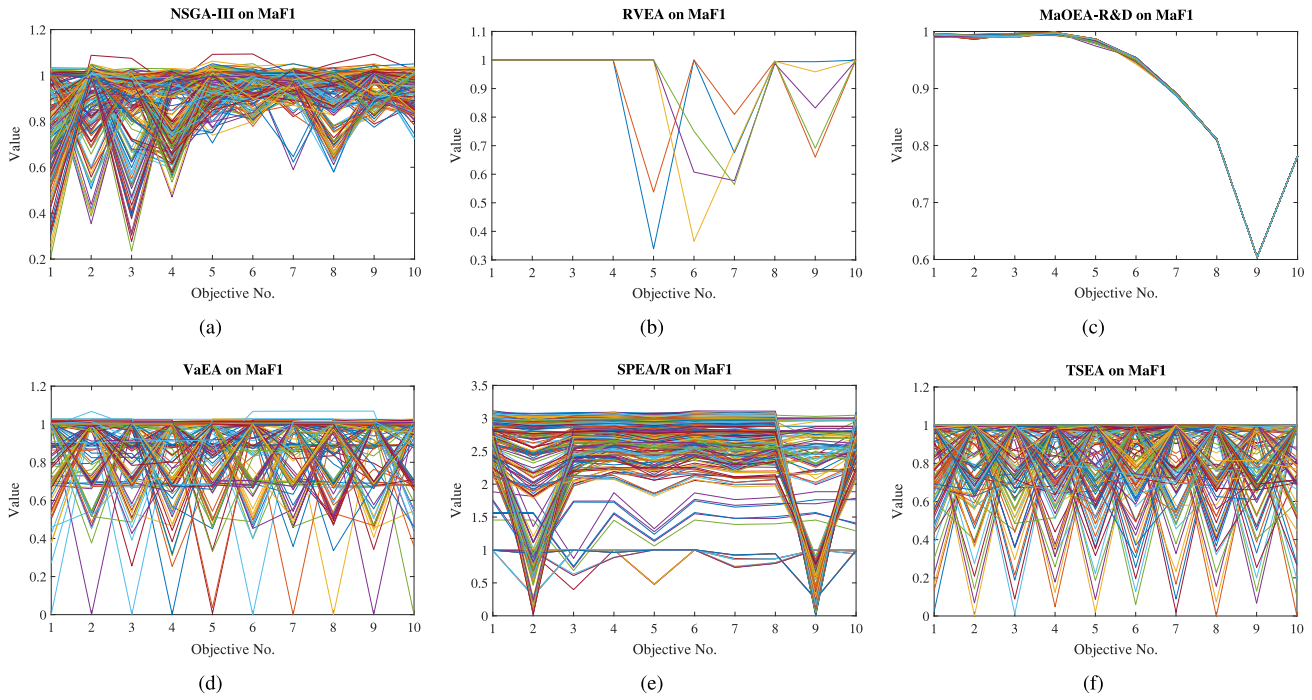 NSGA-III on MaF1
1.2
1
0.8
0.6
0.4
0.2
Value
1 2 3 4 5 6 7 8 9 10
Objective No.
(a)
RVEA on MaF1
1.1
1
0.9
0.8
0.7
0.6
0.5
0.4
0.3
Value
1 2 3 4 5 6 7 8 9 10
Objective No.
(b)
MaOEA-R&D on MaF1
1
0.9
0.8
0.7
0.6
Value
1 2 3 4 5 6 7 8 9 10
Objective No.
(c)
VaEA on MaF1
1.2
1
0.8
0.6
0.4
0.2
0
Value
1 2 3 4 5 6 7 8 9 10
Objective No.
(d)
SPEA/R on MaF1
3.5
3
2.5
2
1.5
1
0.5
0
Value
1 2 3 4 5 6 7 8 9 10
Objective No.
(e)
TSEA on MaF1
1.2
1
0.8
0.6
0.4
0.2
0
Value
1 2 3 4 5 6 7 8 9 10
Objective No.
(f)